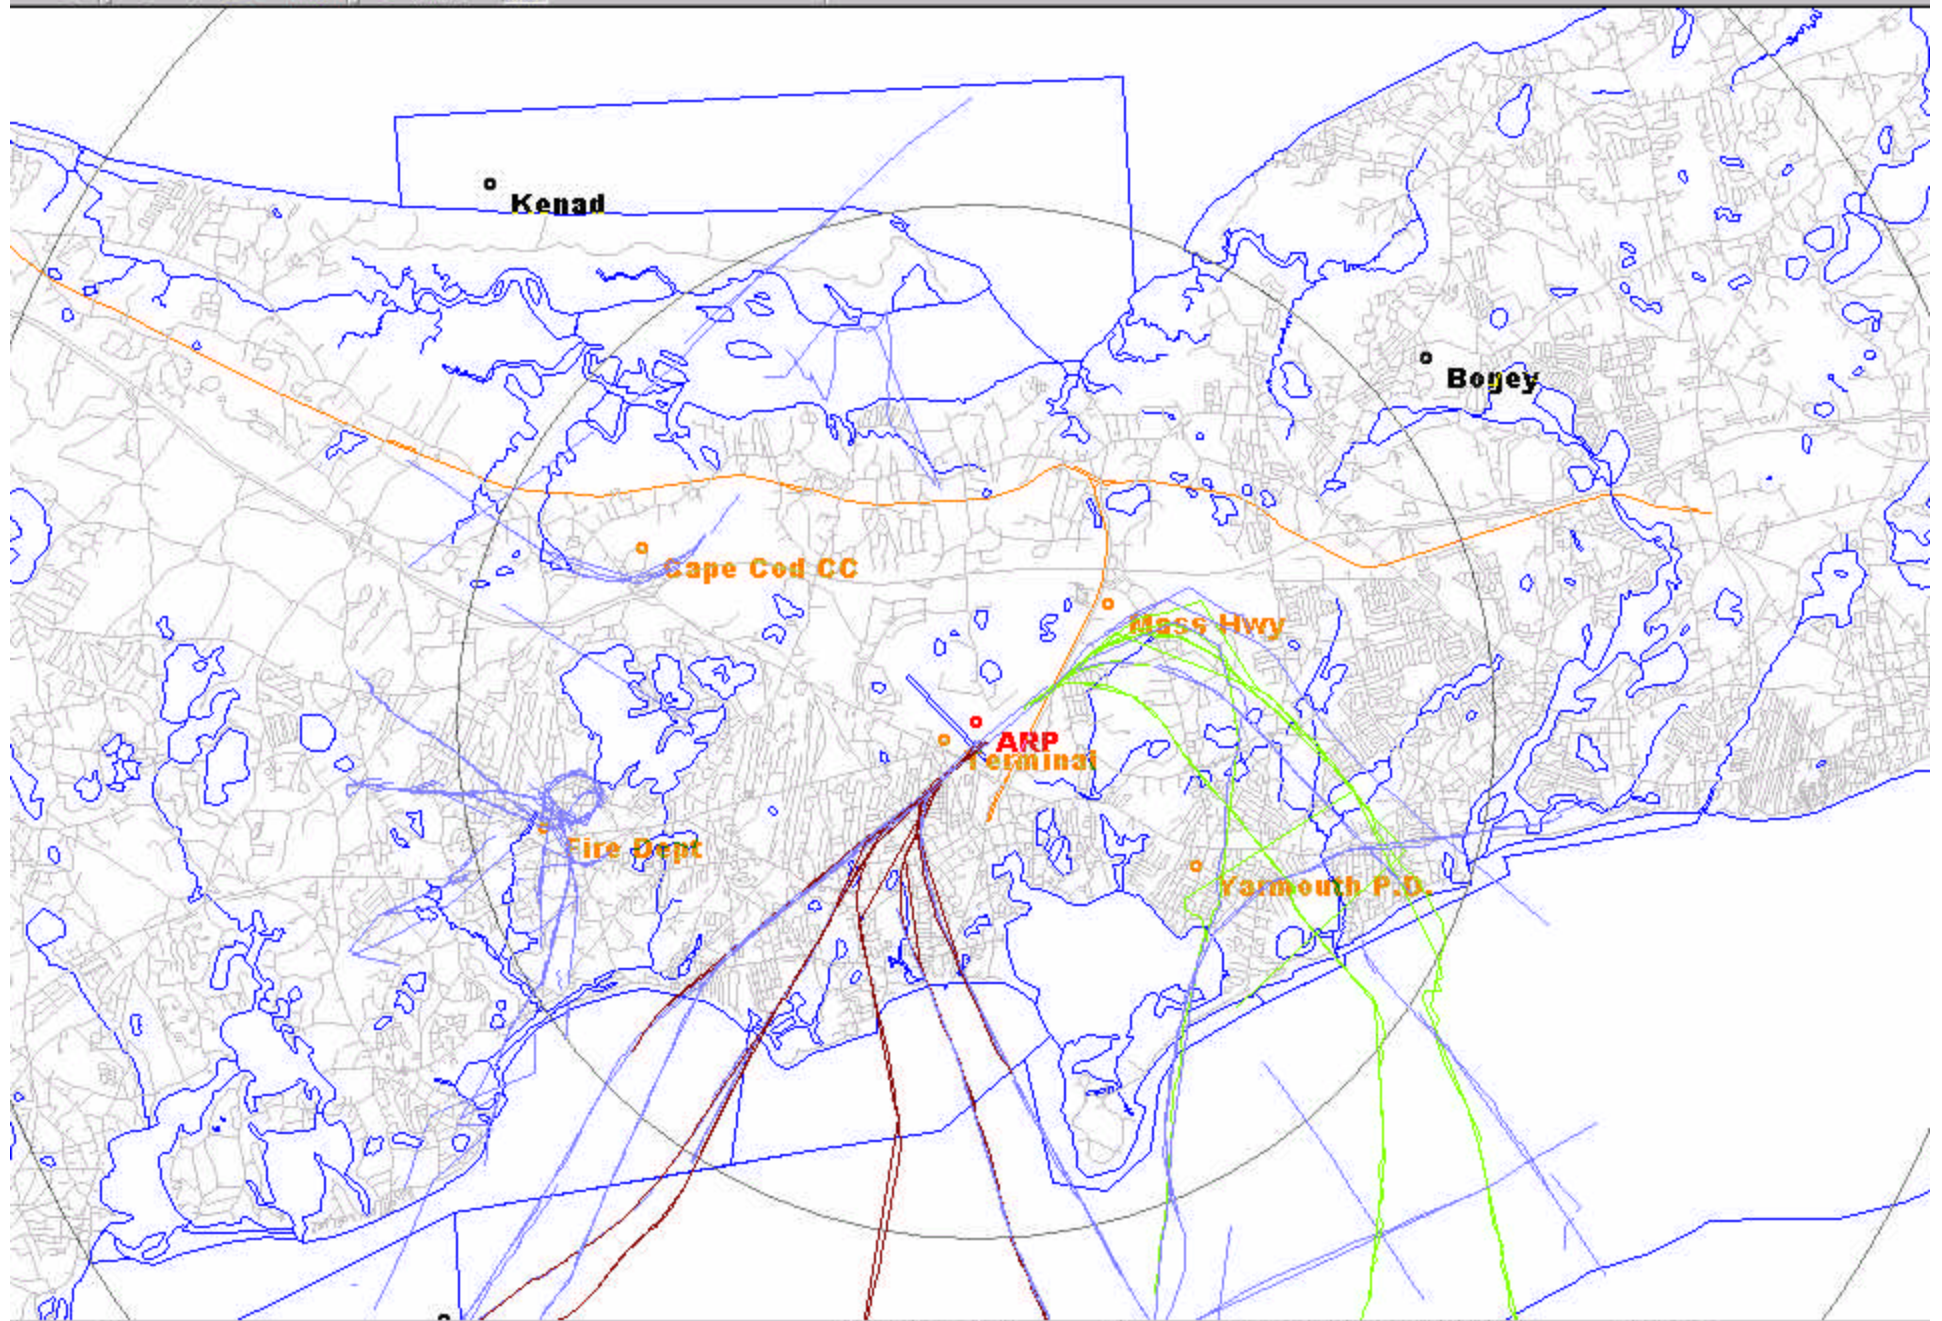 Kenad
Bogey
Cape Cod CC
Mass Hwy
ARP
Terminal
Fire Dept
Yarmouth P.D.